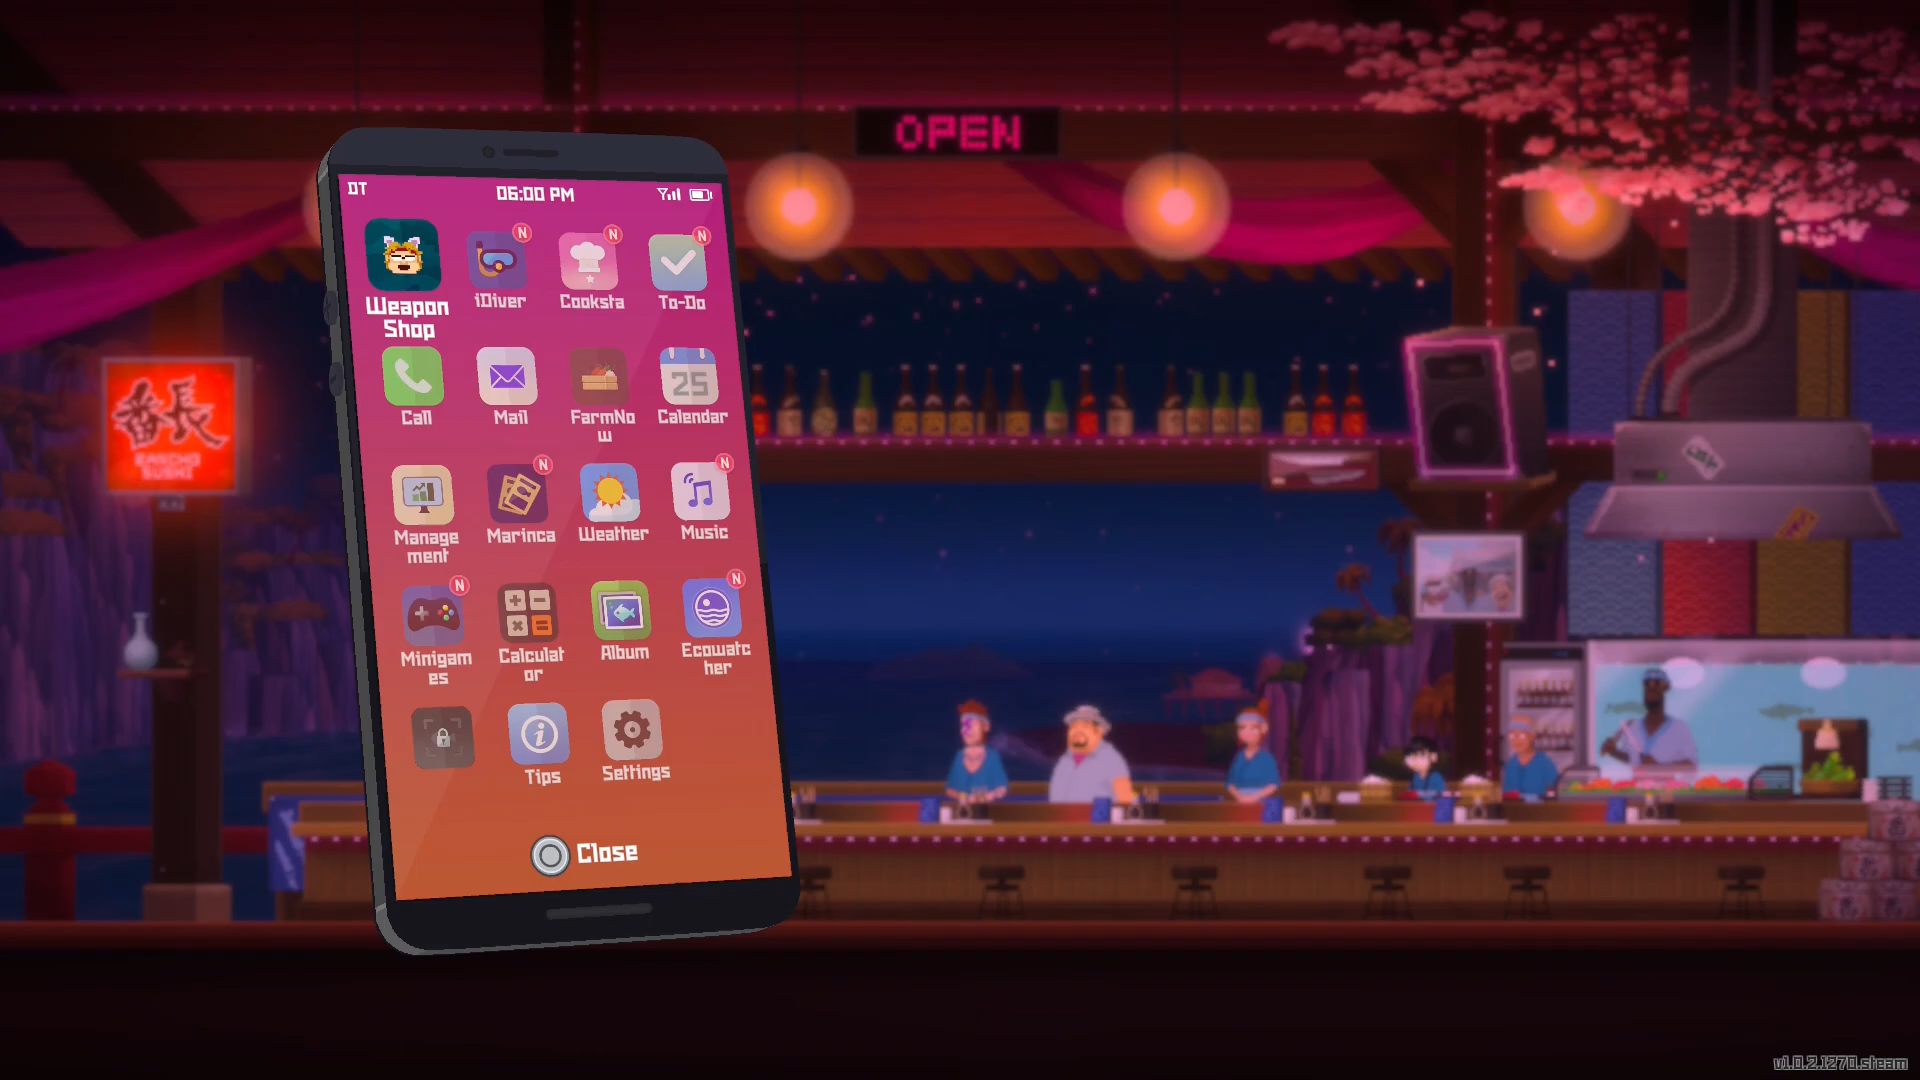 OPEN
DT
06:00 PM
Weapon
Shop
N
iDiver
N
Cooksta
N
To-Do
Call
Mail
FarmNo
w
25
Calendar
Manage
ment
N
Marinca
Weather
N
Music
N
Minigam
es
Calculat
or
Album
N
Ecowatc
her
Tips
Settings
Close
番長
BANCHO
SUSHI
v1.0.2.1270.steam